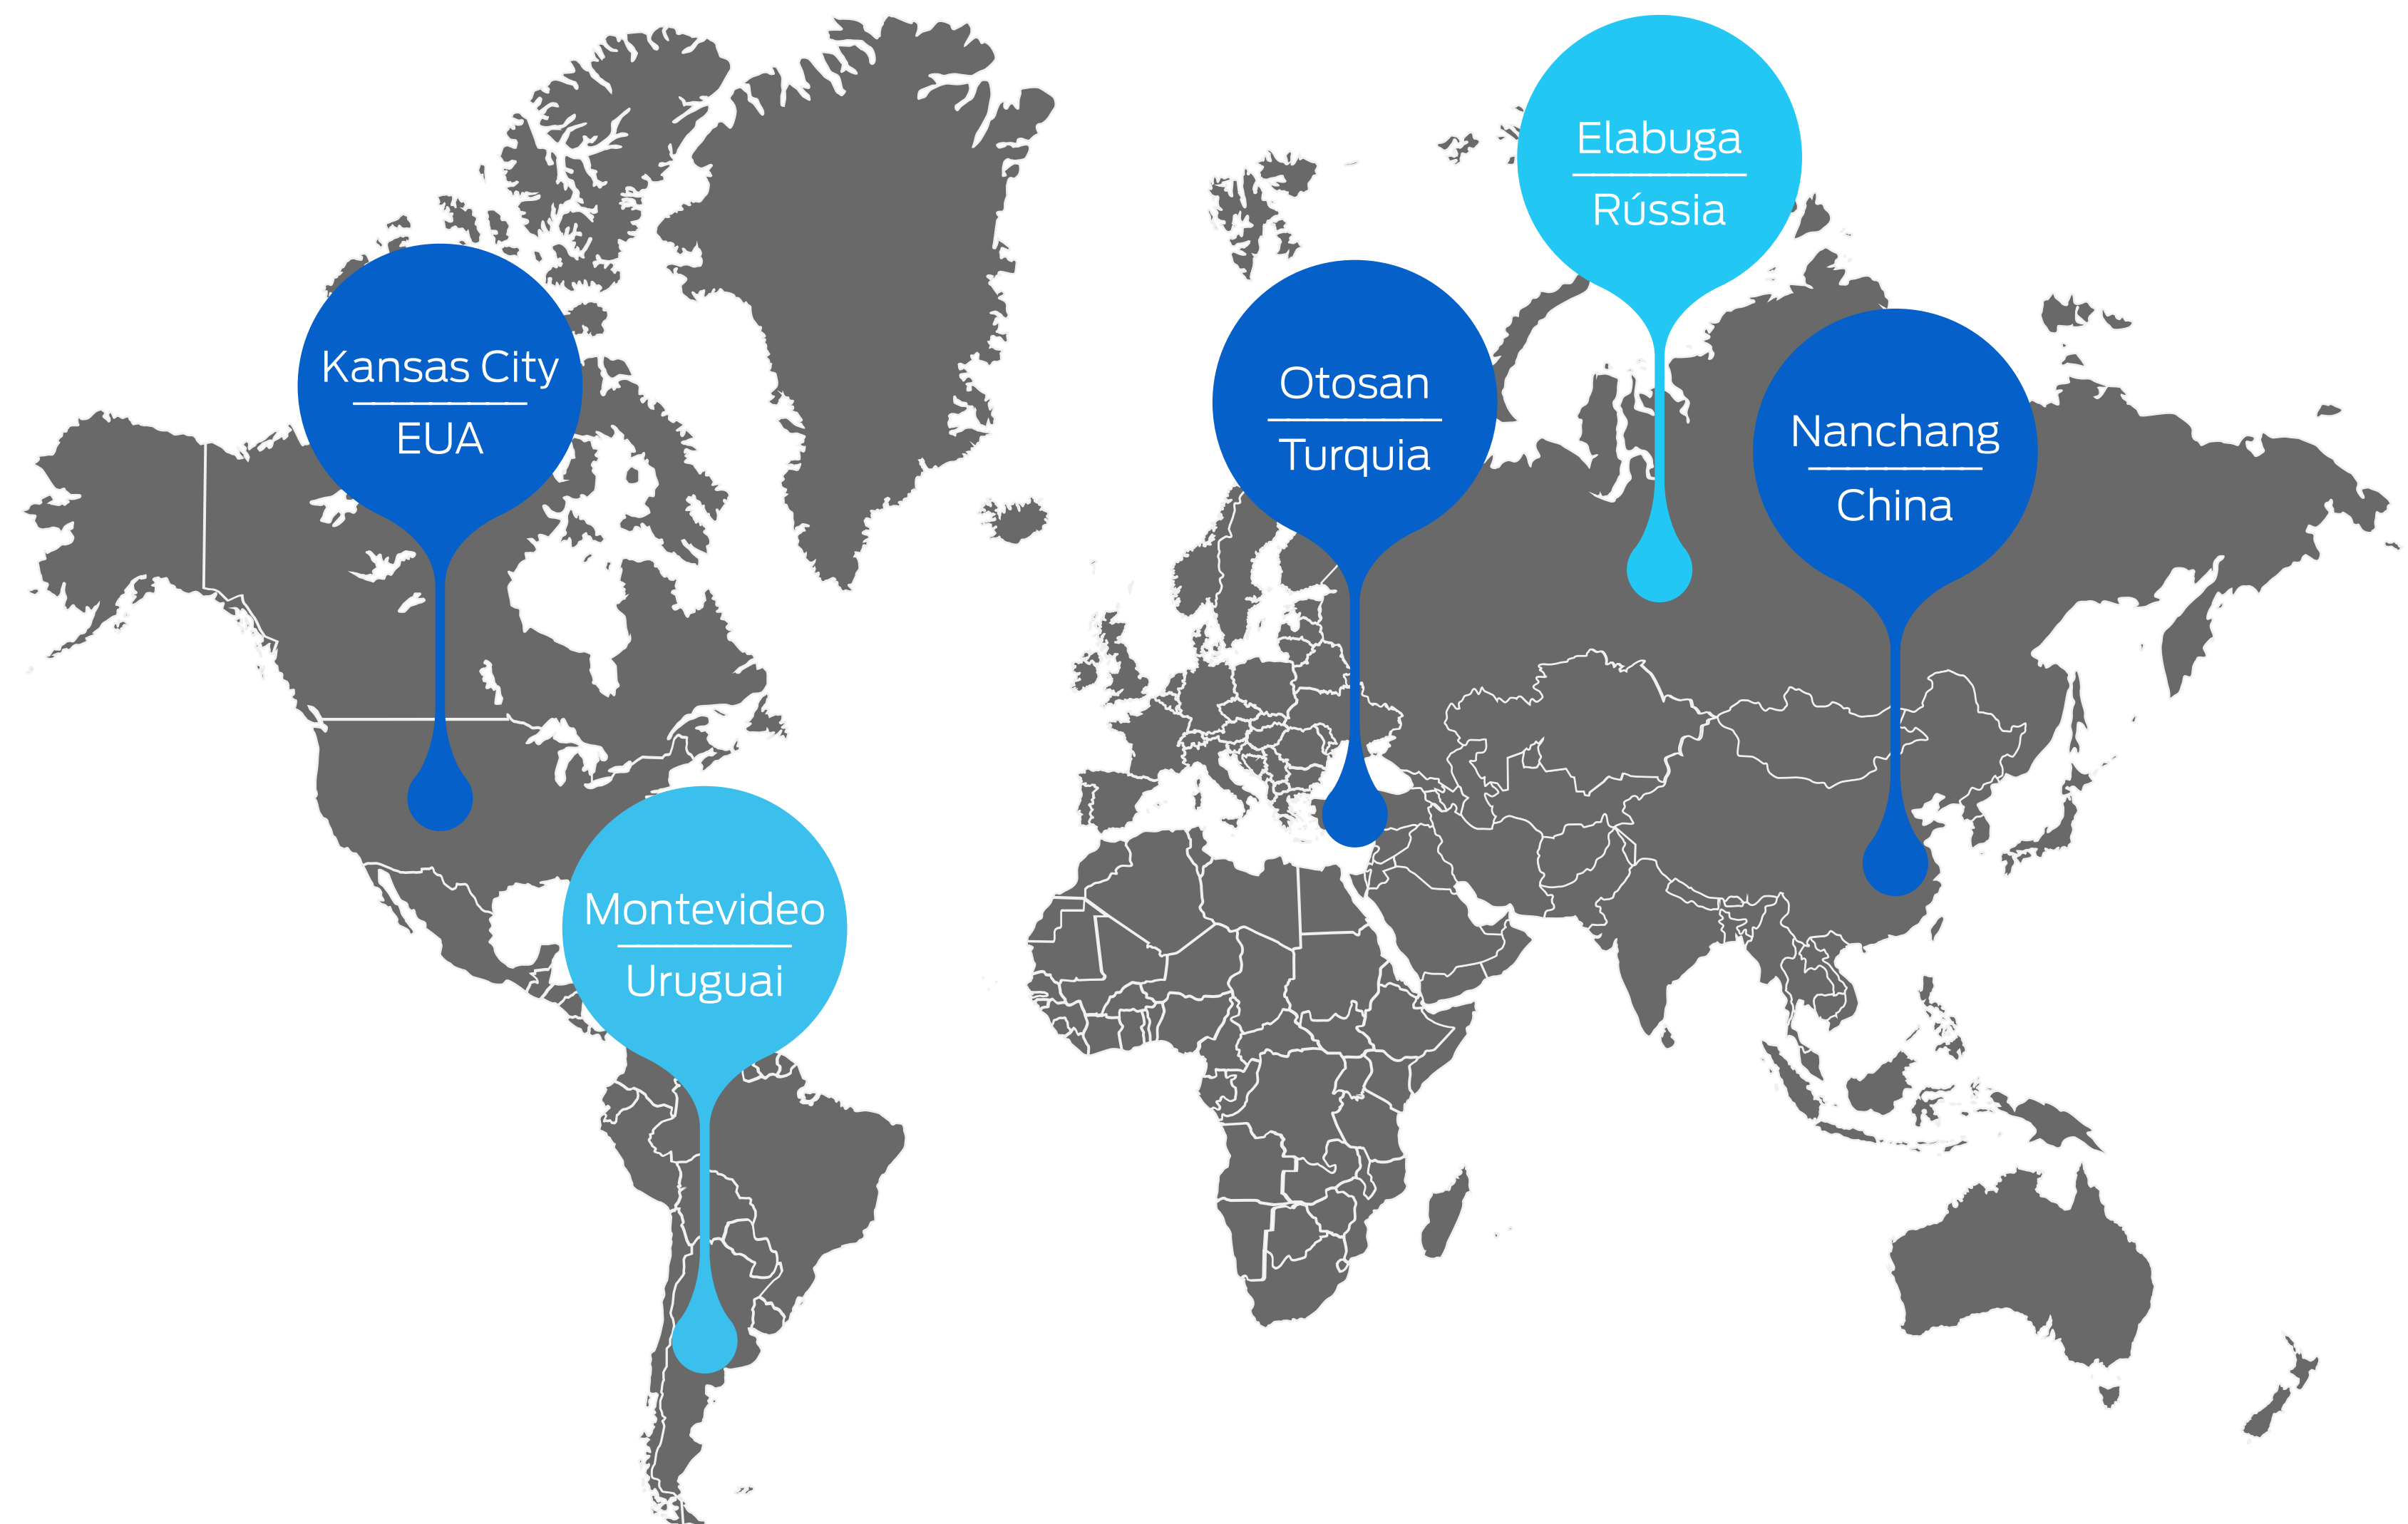 Kansas City
EUA
Montevideo
Uruguai
Otosan
Turquia
Elabuga
Rússia
Nanchang
China